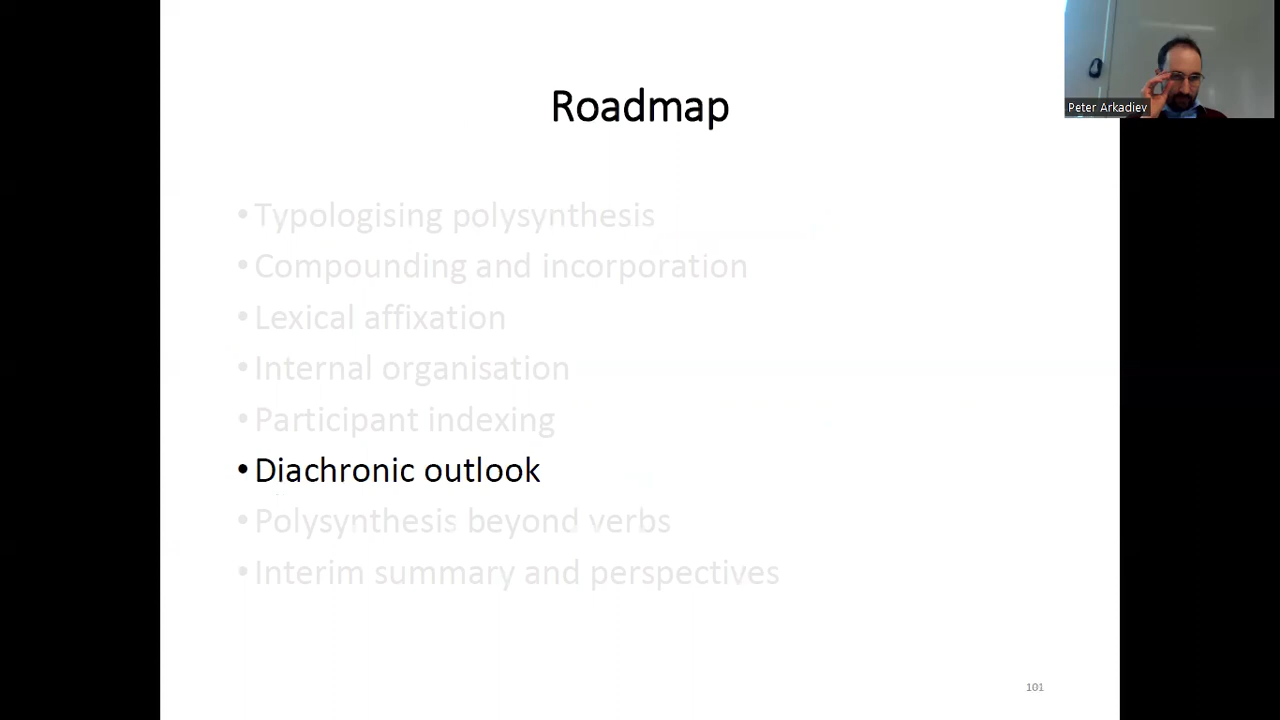 Roadmap
Peter Arkadiev
• Typologising polysynthesis
• Compounding and incorporation
• Lexical affixation
• Internal organisation
• Participant indexing
• Diachronic outlook
• Polysynthesis beyond verbs
• Interim summary and perspectives
101